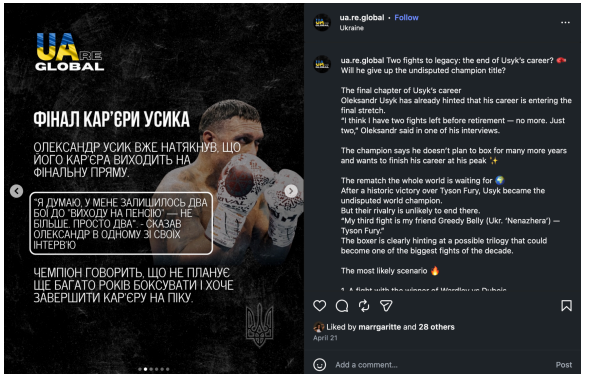 UARE
GLOBAL
ФІНАЛ КАР’ЄРИ УСИКА
ОЛЕКСАНДР УСИК ВЖЕ НАТЯКНУВ, ЩО
ЙОГО КАР’ЄРА ВИХОДИТЬ НА
ФІНАЛЬНУ ПРЯМУ.
"Я ДУМАЮ, У МЕНЕ ЗАЛИШИЛОСЬ ДВА
БОЇ ДО "ВИХОДУ НА ПЕНСІЮ" — НЕ
БІЛЬШЕ. ПРОСТО ДВА". - СКАЗАВ
ОЛЕКСАНДР В ОДНОМУ ЗІ СВОЇХ
ІНТЕРВ'Ю
ЧЕМПІОН ГОВОРИТЬ, ЩО НЕ ПЛАНУЄ
ЩЕ БАГАТО РОКІВ БОКСУВАТИ І ХОЧЕ
ЗАВЕРШИТИ КАР’ЄРУ НА ПІКУ.
ua.re.global • Follow
Ukraine
ua.re.global Two fights to legacy: the end of Usyk's career? 🥊
Will he give up the undisputed champion title?
The final chapter of Usyk's career
Oleksandr Usyk has already hinted that his career is entering the
final stretch.
"I think I have two fights left before retirement — no more. Just
two," Oleksandr said in one of his interviews.
The champion says he doesn't plan to box for many more years
and wants to finish his career at his peak ✨
The rematch the whole world is waiting for 🌍
After a historic victory over Tyson Fury, Usyk became the
undisputed world champion.
But their rivalry is unlikely to end there.
"My third fight is my friend Greedy Belly (Ukr. 'Nenazhera') —
Tyson Fury."
The boxer is clearly hinting at a possible trilogy that could
become one of the biggest fights of the decade.
The most likely scenario 🔥
1. A fight with the winner of Wardley vs Dubois
Liked by marrgaritte and 28 others
April 21
Add a comment...
Post